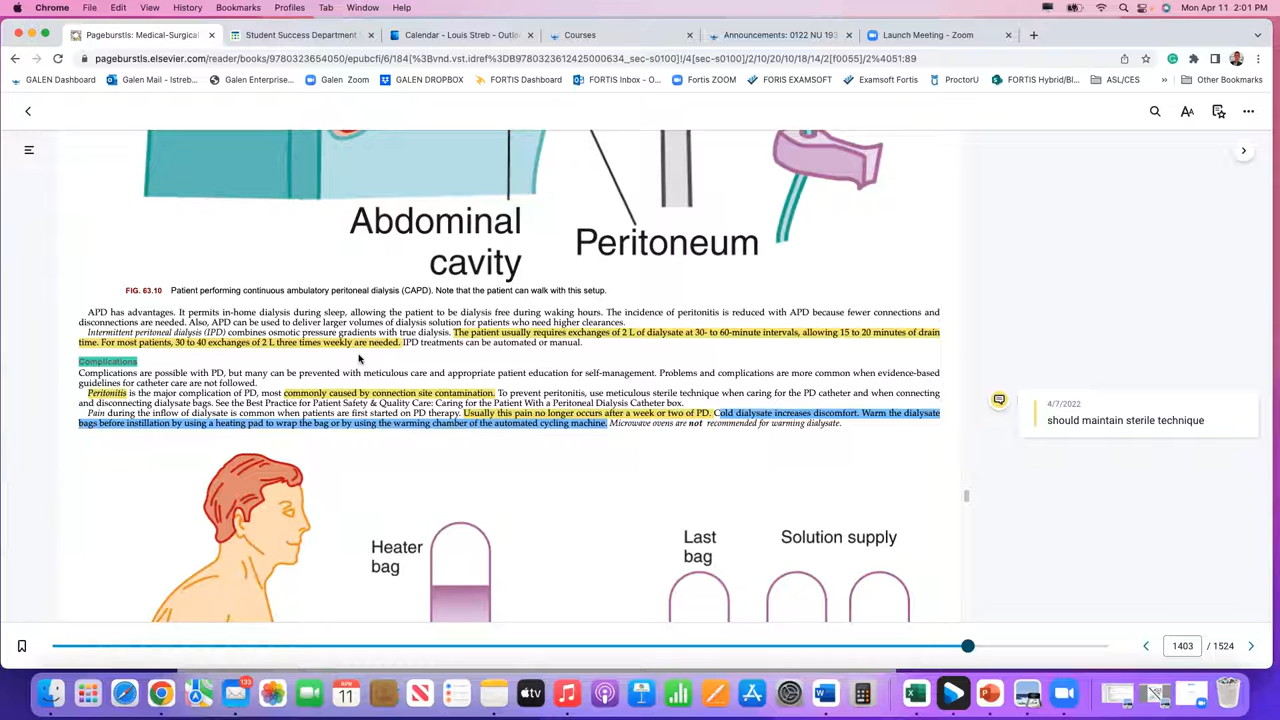 Chrome File Edit View History Bookmarks Profiles Tab Window Help Mon Apr 11 2:01 PM
Pageburstls: Medical-Surgical Student Success Department Calendar - Louis Streb - Outlo Courses Announcements: 0122 NU 193 Launch Meeting - Zoom
pageburstls.elsevier.com/reader/books/9780323654050/epubcfi/6/174[%3Bvnd.vst.idref%3DB9780323612425000634_sec-s0100]!/4[sec-s0100]/2/10/20/10/18/14/2[f0055]/2%4051:89
GALEN Dashboard Galen Mail - lstreb... Galen Enterprise... Galen Zoom GALEN DROPBOX FORTIS Dashboard FORTIS Inbox - O... Fortis ZOOM FORIS EXAMSOFT Examsoft Fortis ProctorU FORTIS Hybrid/Bl... ASL/CES Other Bookmarks
AA
Abdominal
cavity
Peritoneum
FIG. 63.10 Patient performing continuous ambulatory peritoneal dialysis (CAPD). Note that the patient can walk with this setup.
APD has advantages. It permits in-home dialysis during sleep, allowing the patient to be dialysis free during waking hours. The incidence of peritonitis is reduced with APD because fewer connections and
disconnections are needed. Also, APD can be used to deliver larger volumes of dialysis solution for patients who need higher clearances.
Intermittent peritoneal dialysis (IPD) combines osmotic pressure gradients with true dialysis. The patient usually requires exchanges of 2 L of dialysate at 30- to 60-minute intervals, allowing 15 to 20 minutes of drain
time. For most patients, 30 to 40 exchanges of 2 L three times weekly are needed. IPD treatments can be automated or manual.
Complications
Complications are possible with PD, but many can be prevented with meticulous care and appropriate patient education for self-management. Problems and complications are more common when evidence-based
guidelines for catheter care are not followed.
Peritonitis is the major complication of PD, most commonly caused by connection site contamination. To prevent peritonitis, use meticulous sterile technique when caring for the PD catheter and when connecting
and disconnecting dialysate bags. See the Best Practice for Patient Safety & Quality Care: Caring for the Patient With a Peritoneal Dialysis Catheter box.
Pain during the inflow of dialysate is common when patients are first started on PD therapy. Usually this pain no longer occurs after a week or two of PD. Cold dialysate increases discomfort. Warm the dialysate
bags before instillation by using a heating pad to wrap the bag or by using the warming chamber of the automated cycling machine. Microwave ovens are not recommended for warming dialysate.
4/7/2022
should maintain sterile technique
Heater
bag
Last
bag
Solution supply
1403 / 1524
133
APR
11